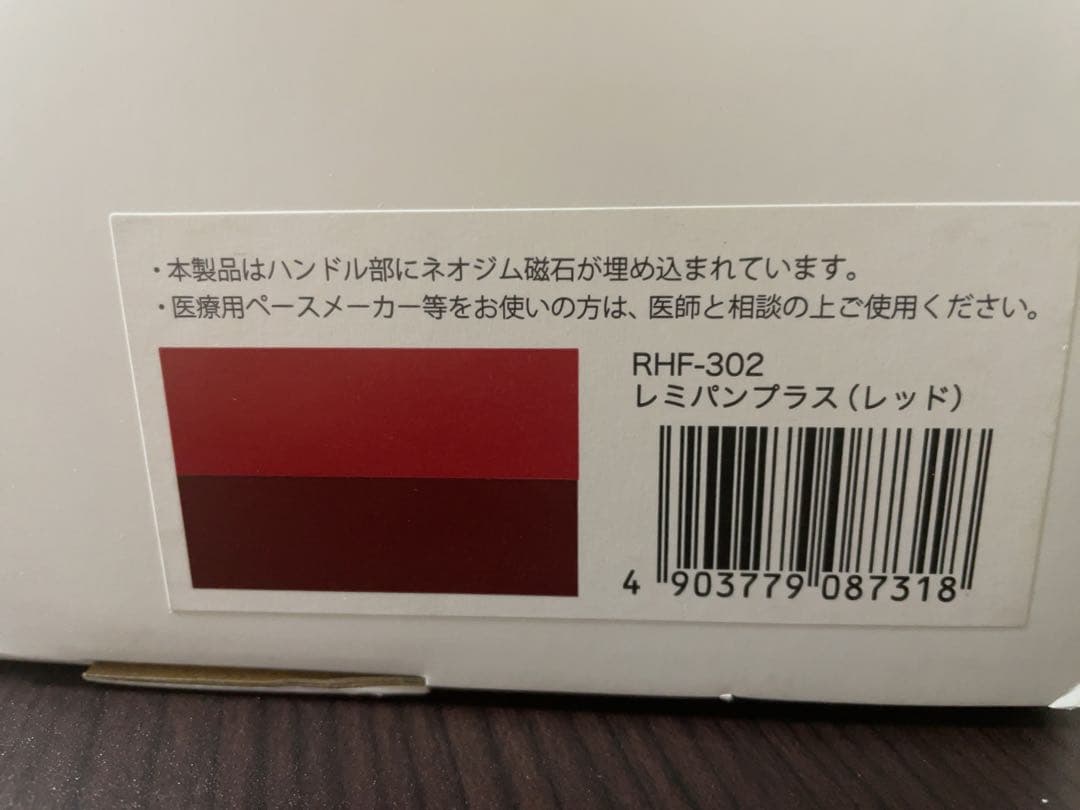 ・本製品はハンドル部にネオジム磁石が埋め込まれています。
・医療用ペースメーカー等をお使いの方は、医師と相談の上ご使用ください。
RHF-302
レミパンプラス（レッド）
4 903779 087318